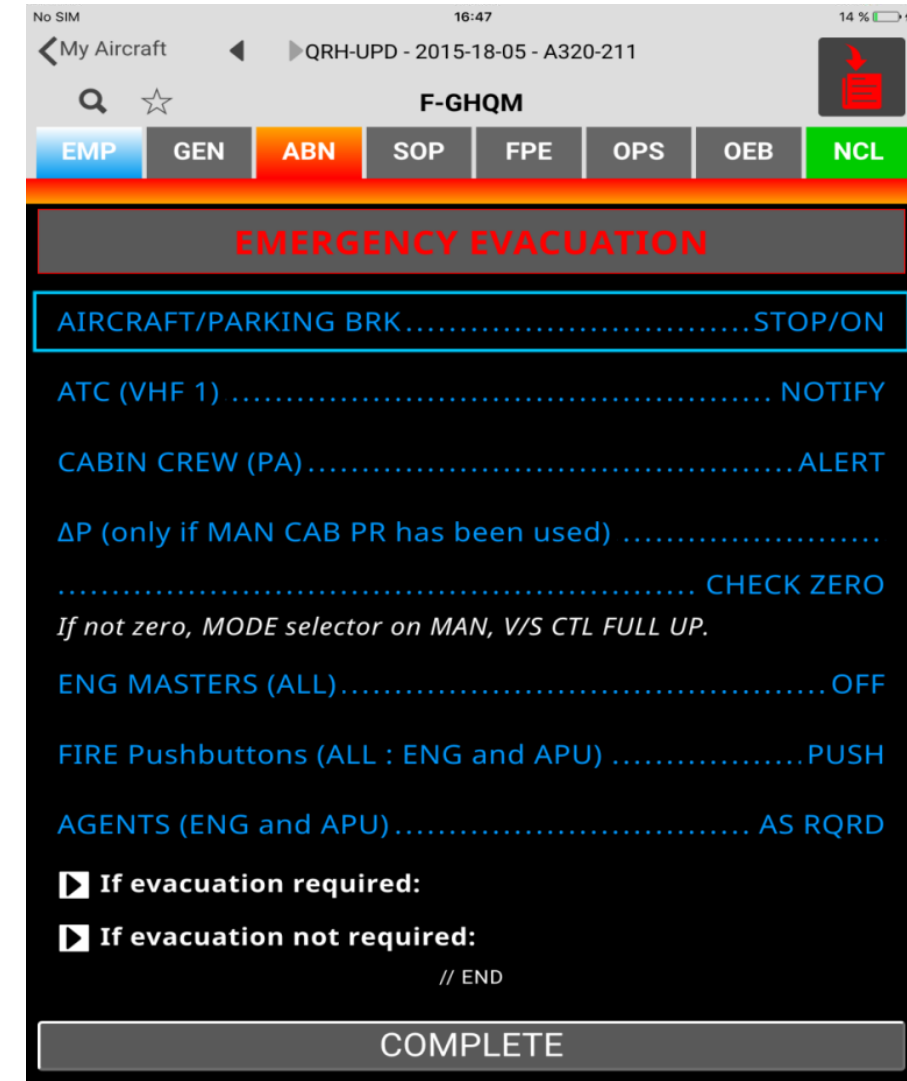 No SIM 16:47 14 %
My Aircraft QRH-UPD - 2015-18-05 - A320-211
F-GHQM
EMP GEN ABN SOP FPE OPS OEB NCL
EMERGENCY EVACUATION
AIRCRAFT/PARKING BRK................................STOP/ON
ATC (VHF 1) .................................................. NOTIFY
CABIN CREW (PA).............................................ALERT
ΔP (only if MAN CAB PR has been used) ........................
........................................................... CHECK ZERO
If not zero, MODE selector on MAN, V/S CTL FULL UP.
ENG MASTERS (ALL)............................................. OFF
FIRE Pushbuttons (ALL : ENG and APU) ..................PUSH
AGENTS (ENG and APU)................................. AS RQRD
If evacuation required:
If evacuation not required:
// END
COMPLETE